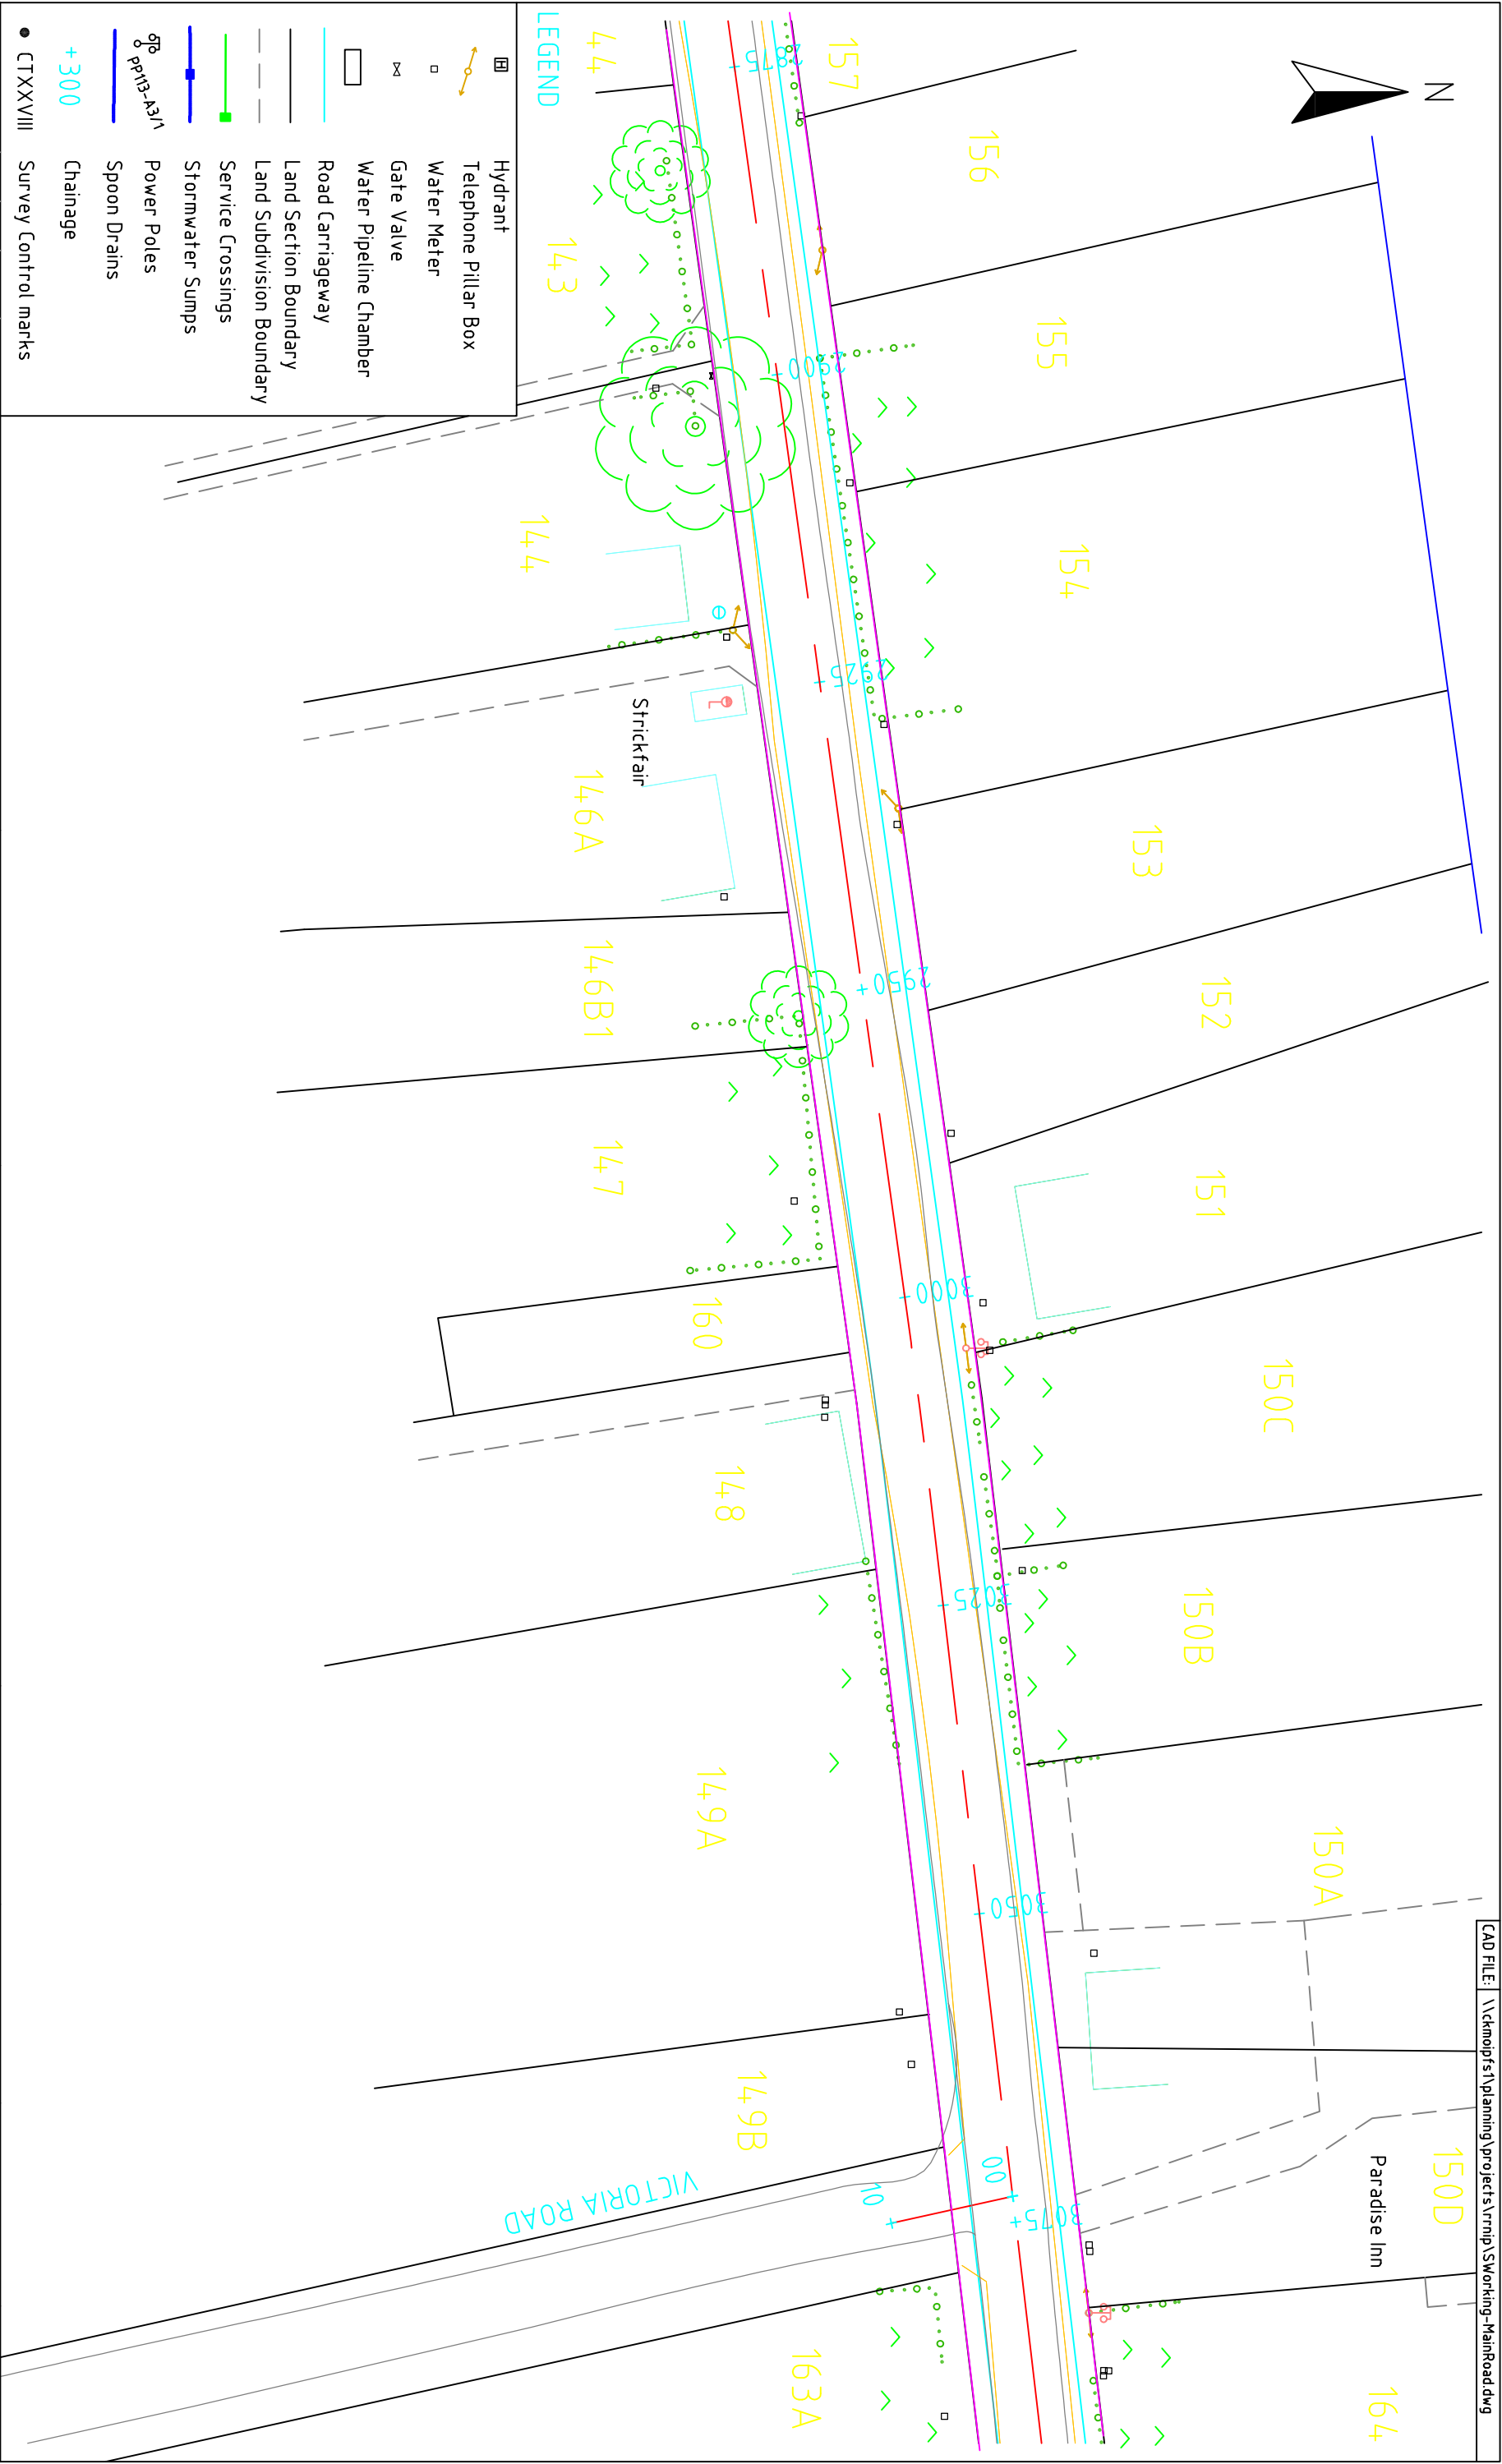 N
CAD FILE: \\ckmoipfs1\planning\projects\rrnip\SWorking-MainRoad.dwg
157
156
155
154
153
152
151
150C
150B
150A
150D
Paradise Inn
164
2875
2900
2925
2950
3000
3025
3050
3075+
00
10
44
143
144
Strickfair
146A
146B1
147
160
148
149A
149B
VICTORIA ROAD
163A
LEGEND
H Hydrant
Telephone Pillar Box
Water Meter
Gate Valve
Water Pipeline Chamber
Road Carriageway
Land Section Boundary
Land Subdivision Boundary
Service Crossings
Stormwater Sumps
PP113-A3/1 Power Poles
Spoon Drains
+300 Chainage
CTXXVIII Survey Control marks